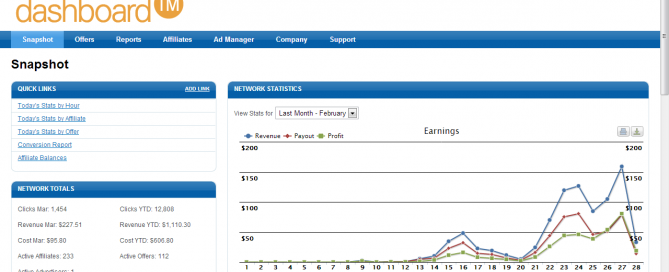 dashboard TM
Snapshot Offers Reports Affiliates Ad Manager Company Support
Snapshot
QUICK LINKS ADD LINK
Today's Stats by Hour
Today's Stats by Affiliate
Today's Stats by Offer
Conversion Report
Affiliate Balances
NETWORK TOTALS
Clicks Mar: 1,454 Clicks YTD: 12,808
Revenue Mar: $227.51 Revenue YTD: $1,110.30
Cost Mar: $95.80 Cost YTD: $606.80
Active Affiliates: 233 Active Offers: 112
NETWORK STATISTICS
View Stats for Last Month - February
Earnings
Revenue Payout Profit
$200 $200
$150 $150
$100 $100
$50 $50
1 2 3 4 5 6 7 8 9 10 11 12 13 14 15 16 17 18 19 20 21 22 23 24 25 26 27 28